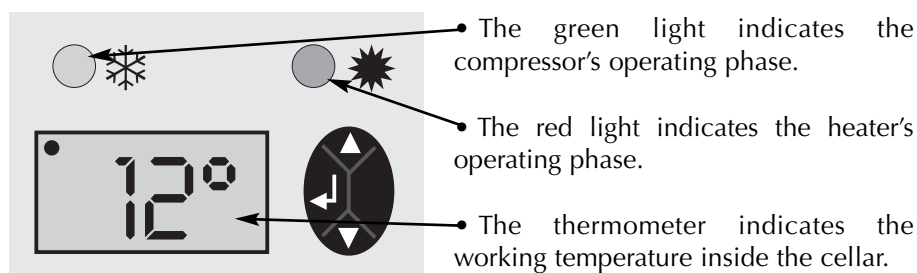 • The green light indicates the
compressor's operating phase.
• The red light indicates the heater's
operating phase.
12°
• The thermometer indicates the
working temperature inside the cellar.